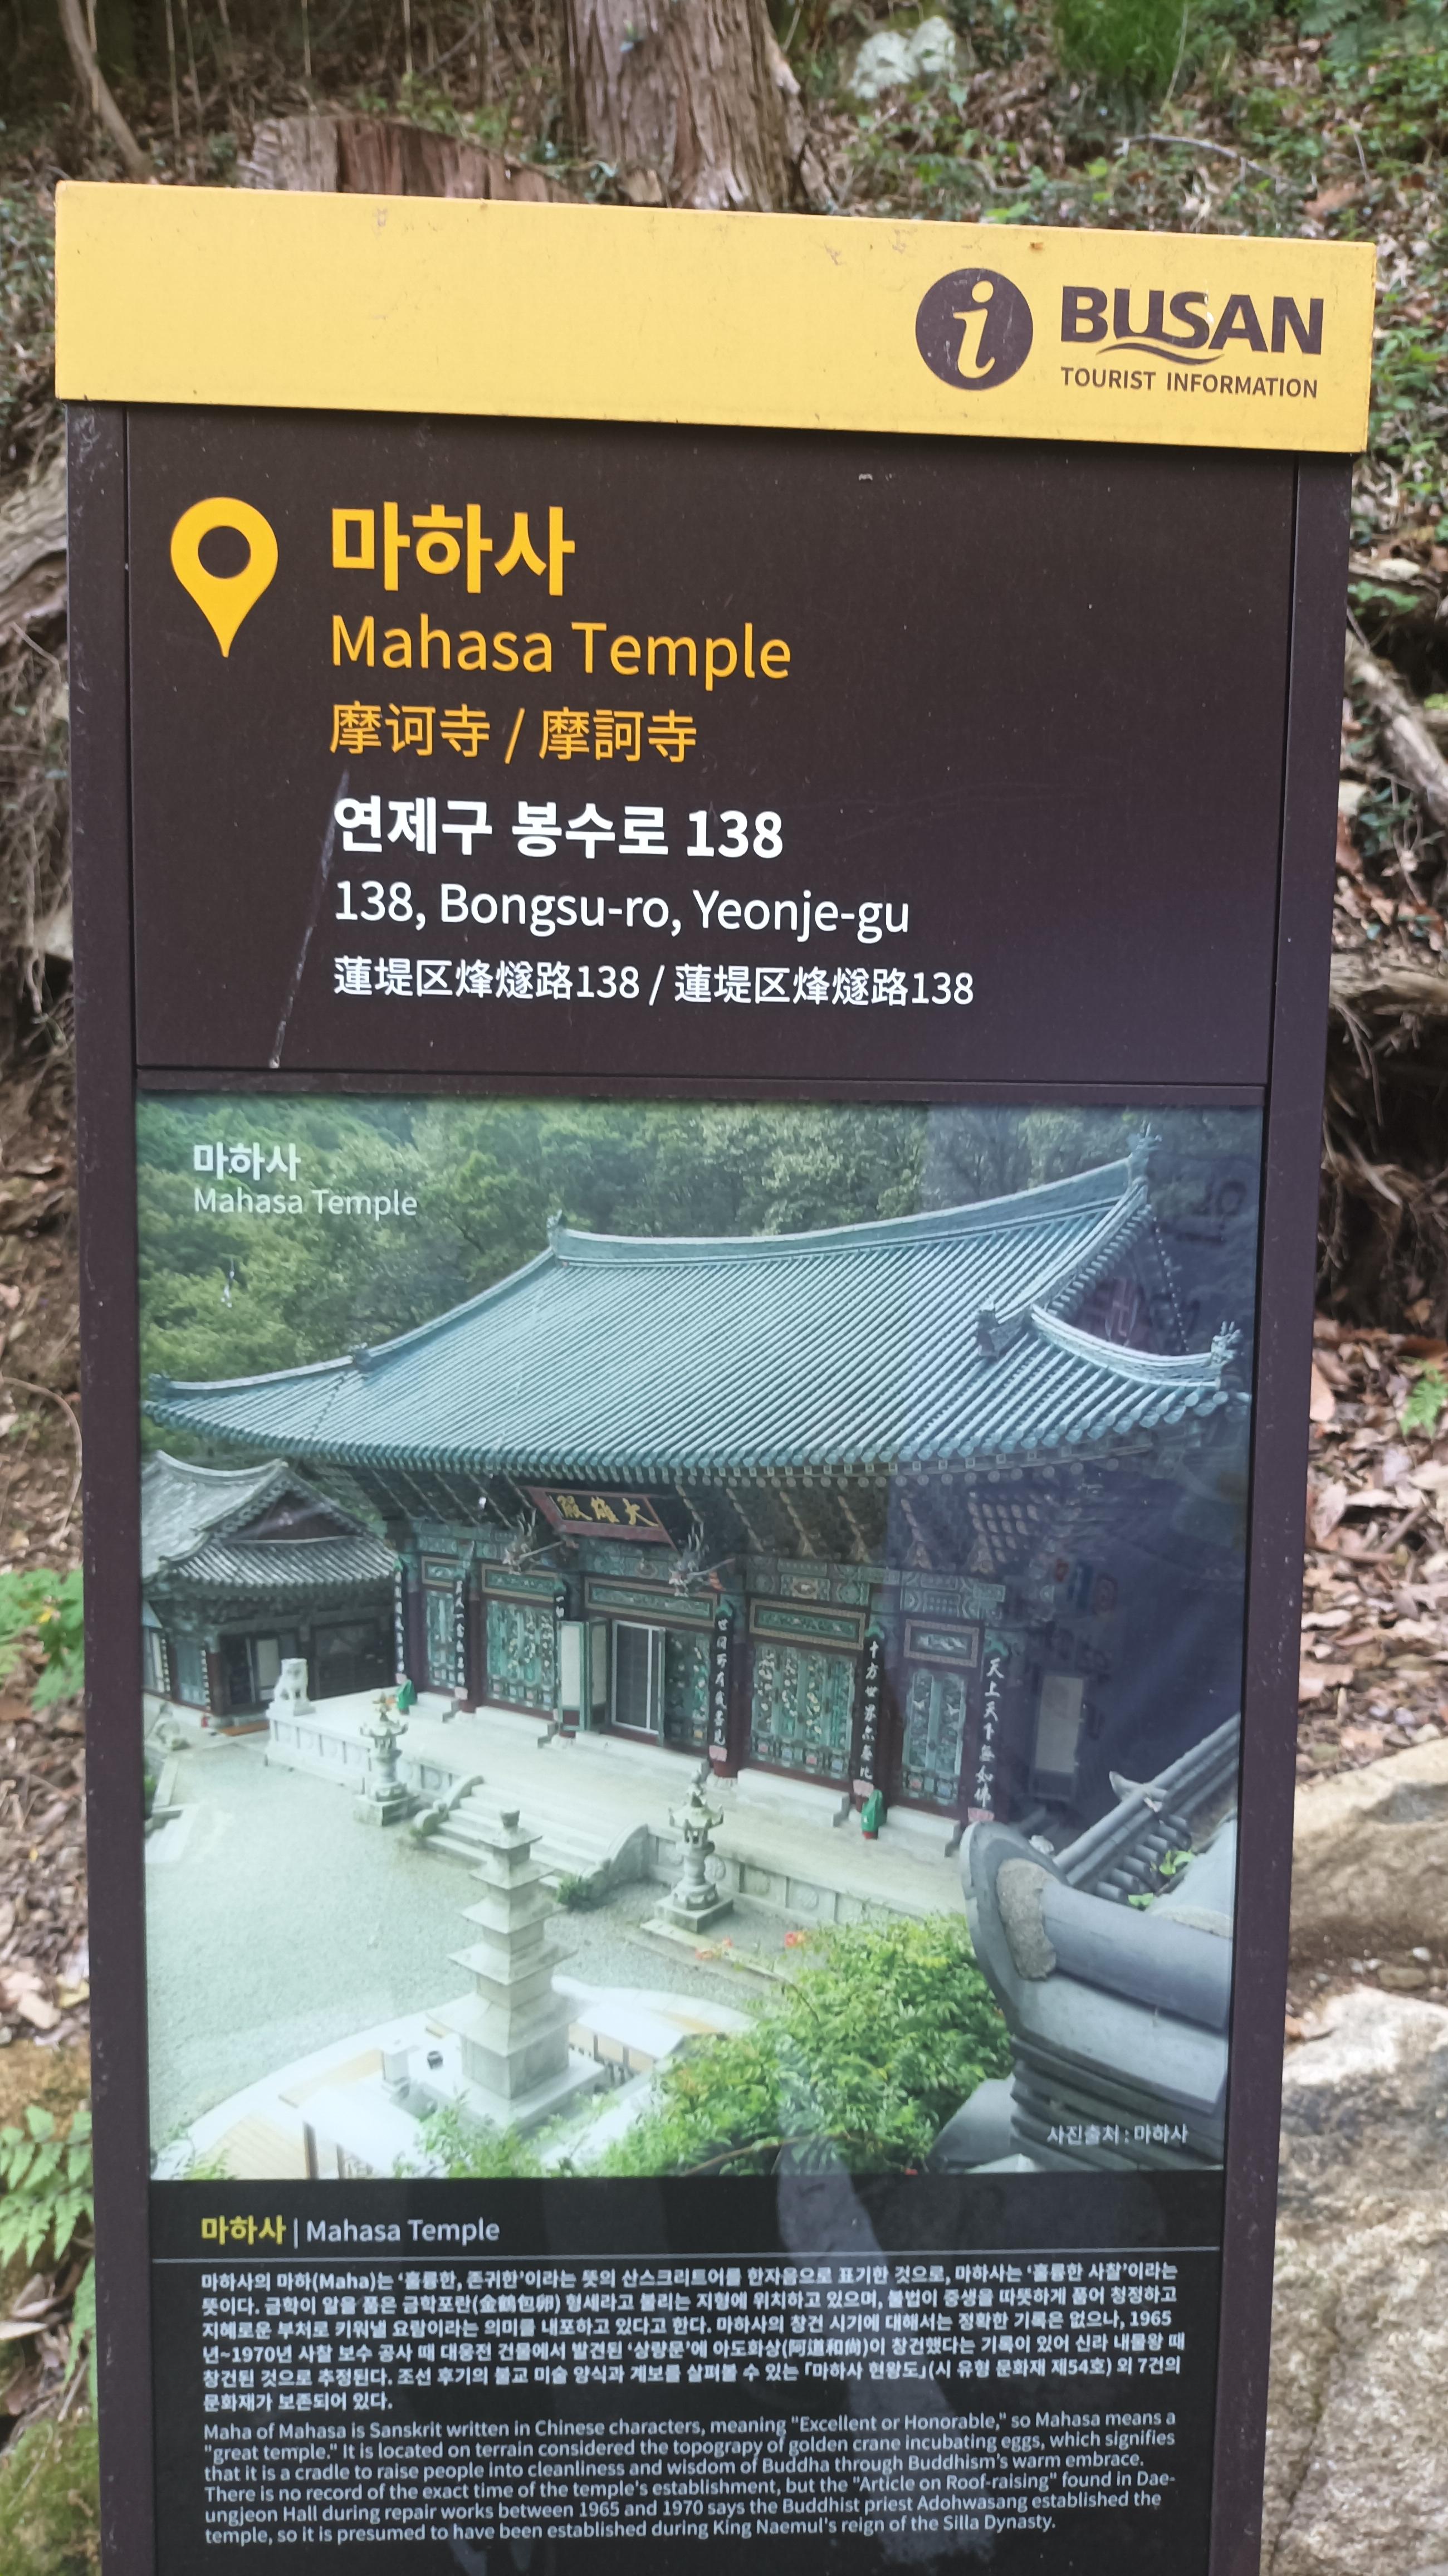 i BUSAN
TOURIST INFORMATION
마하사
Mahasa Temple
摩诃寺 / 摩訶寺
연제구 봉수로 138
138, Bongsu-ro, Yeonje-gu
蓮堤区烽燧路138 / 蓮堤区烽燧路138
마하사
Mahasa Temple
殿雄大
世間所有我盡見
十方世界亦無比
天上天下無如佛
사진출처 : 마하사
마하사 | Mahasa Temple
마하사의 마하(Maha)는 ‘훌륭한, 존귀한’이라는 뜻의 산스크리트어를 한자음으로 표기한 것으로, 마하사는 ‘훌륭한 사찰’이라는
뜻이다. 금학이 알을 품은 금학포란(金鶴包卵) 형세라고 불리는 지형에 위치하고 있으며, 불법이 중생을 따뜻하게 품어 청정하고
지혜로운 부처로 키워낼 요람이라는 의미를 내포하고 있다고 한다. 마하사의 창건 시기에 대해서는 정확한 기록은 없으나, 1965
년~1970년 사찰 보수 공사 때 대웅전 건물에서 발견된 ‘상량문’에 아도화상(阿道和尙)이 창건했다는 기록이 있어 신라 내물왕 때
창건된 것으로 추정된다. 조선 후기의 불교 미술 양식과 계보를 살펴볼 수 있는 「마하사 현왕도」(시 유형 문화재 제54호) 외 7건의
문화재가 보존되어 있다.
Maha of Mahasa is Sanskrit written in Chinese characters, meaning "Excellent or Honorable," so Mahasa means a
"great temple." It is located on terrain considered the topograpy of golden crane incubating eggs, which signifies
that it is a cradle to raise people into cleanliness and wisdom of Buddha through Buddhism's warm embrace.
There is no record of the exact time of the temple's establishment, but the "Article on Roof-raising" found in Dae-
ungjeon Hall during repair works between 1965 and 1970 says the Buddhist priest Adohwasang established the
temple, so it is presumed to have been established during King Naemul's reign of the Silla Dynasty.